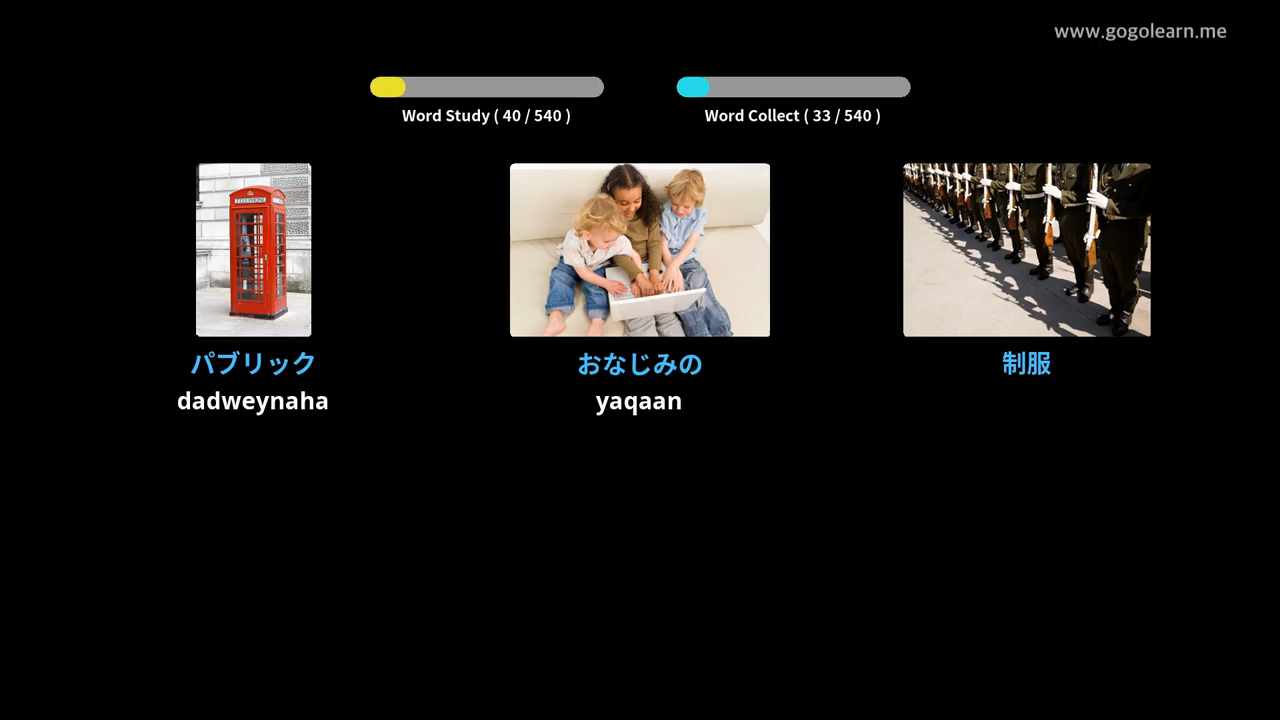 www.gogolearn.me
Word Study ( 40 / 540 )
Word Collect ( 33 / 540 )
TELEPHONE
パブリック
dadweynaha
おなじみの
yaqaan
制服